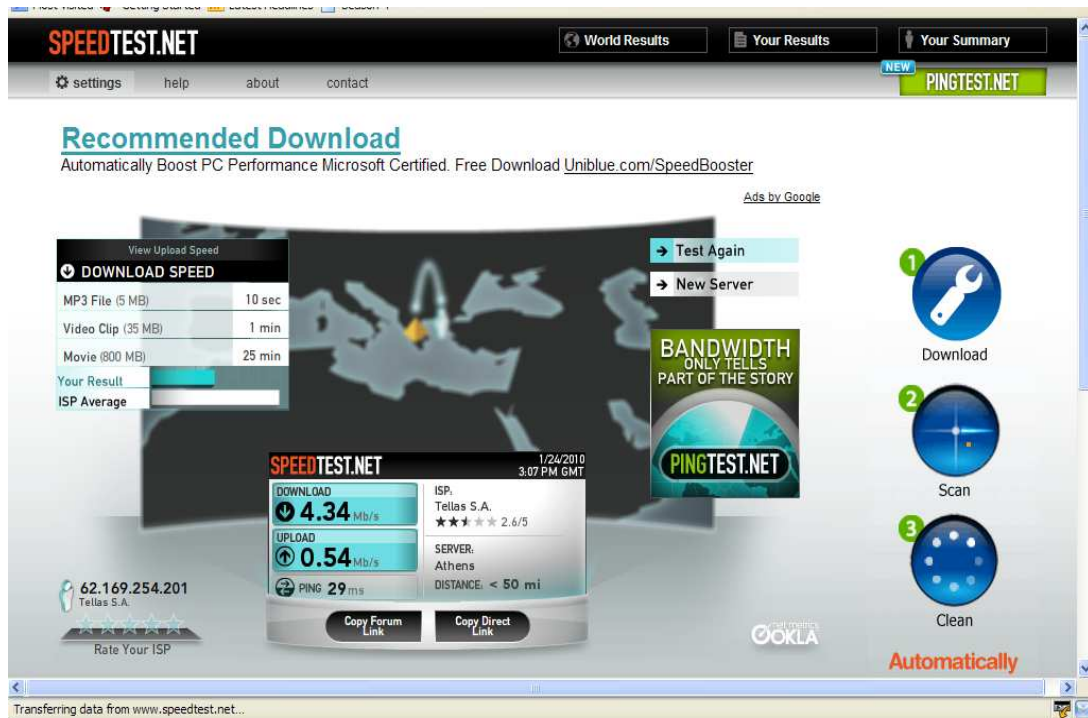 SPEEDTEST.NET
World Results
Your Results
Your Summary
settings
help
about
contact
NEW
PINGTEST.NET
Recommended Download
Automatically Boost PC Performance Microsoft Certified. Free Download Uniblue.com/SpeedBooster
Ads by Google
View Upload Speed
DOWNLOAD SPEED
MP3 File (5 MB) 10 sec
Video Clip (35 MB) 1 min
Movie (800 MB) 25 min
Your Result
ISP Average
Test Again
New Server
BANDWIDTH
ONLY TELLS
PART OF THE STORY
PINGTEST.NET
1
Download
2
Scan
3
Clean
Automatically
SPEEDTEST.NET
1/24/2010
3:07 PM GMT
DOWNLOAD
4.34 Mb/s
UPLOAD
0.54 Mb/s
PING 29 ms
ISP:
Tellas S.A.
2.6/5
SERVER:
Athens
DISTANCE: < 50 mi
Copy Forum
Link
Copy Direct
Link
62.169.254.201
Tellas S.A.
Rate Your ISP
net metrics
OOKLA
Transferring data from www.speedtest.net...